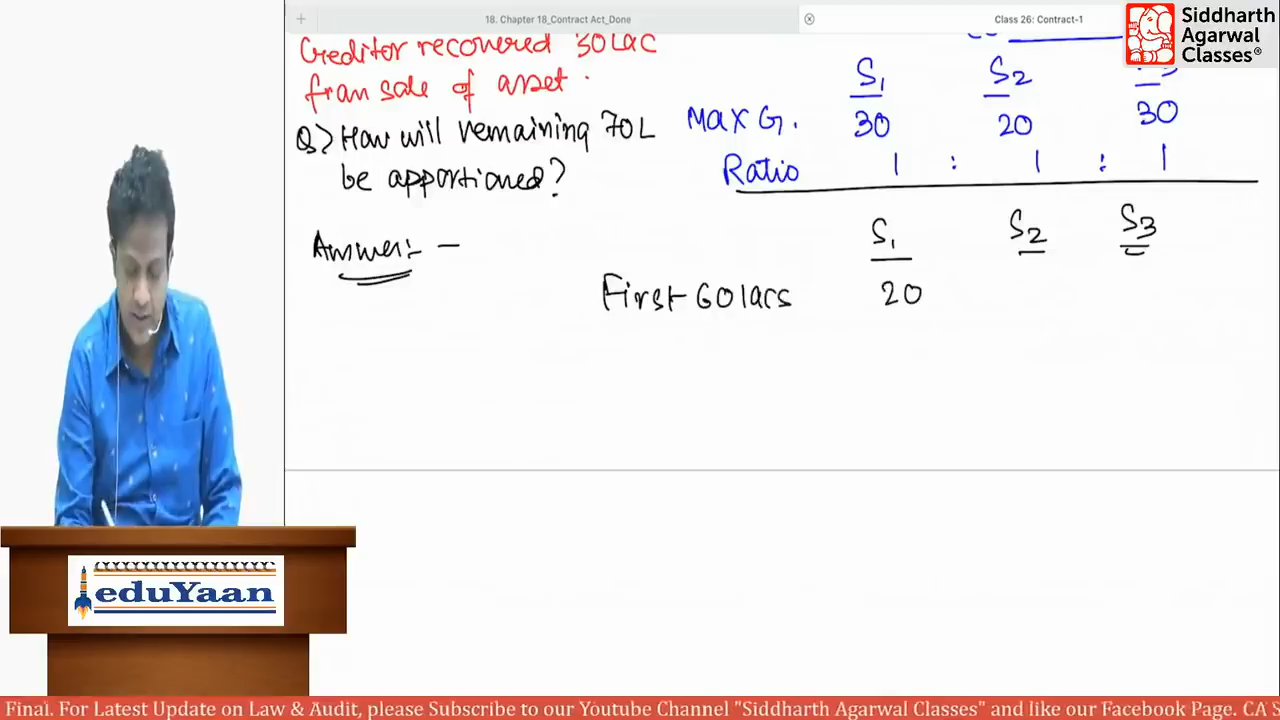 18. Chapter 18_Contract Act_Done
Class 26: Contract-1
Siddharth
Agarwal
Classes®
Creditor recovered 30Lac
from sale of asset.
Q> How will remaining 70L
be apportioned?
S1 S2
Max G. 30 20 30
Ratio 1 : 1 : 1
Answer:-
S1 S2 S3
First 60 lacs 20
eduYaan
Final. For Latest Update on Law & Audit, please Subscribe to our Youtube Channel "Siddharth Agarwal Classes" and like our Facebook Page. CA S